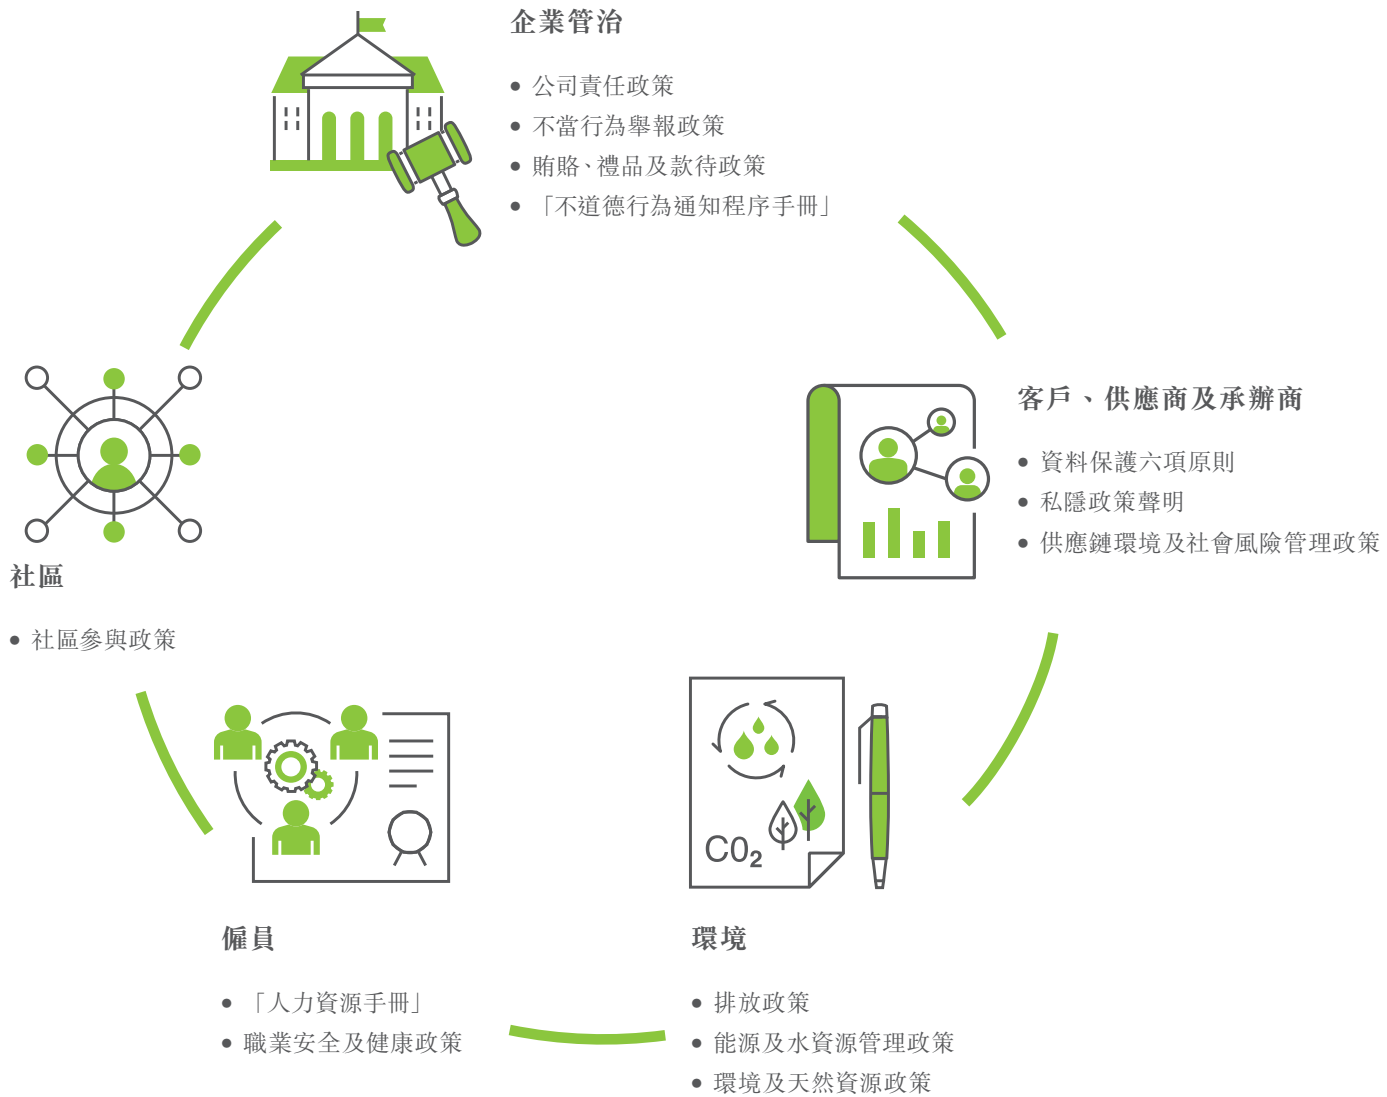 企業管治
• 公司責任政策
• 不當行為舉報政策
• 賄賂、禮品及款待政策
• 「不道德行為通知程序手冊」
客戶、供應商及承辦商
• 資料保護六項原則
• 私隱政策聲明
• 供應鏈環境及社會風險管理政策
社區
• 社區參與政策
CO₂
僱員
• 「人力資源手冊」
• 職業安全及健康政策
環境
• 排放政策
• 能源及水資源管理政策
• 環境及天然資源政策